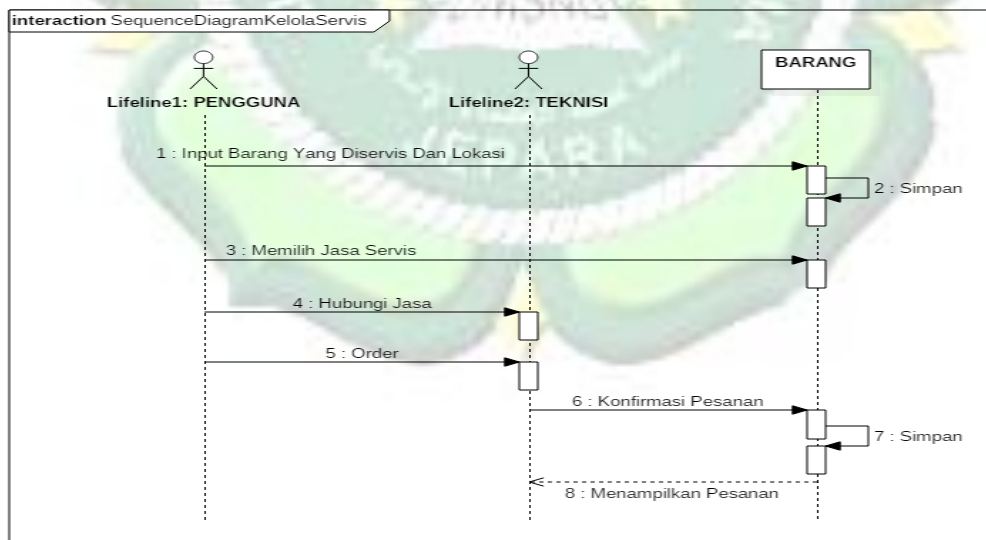 interaction SequenceDiagramKelolaServis
BARANG
Lifeline1: PENGGUNA
Lifeline2: TEKNISI
1 : Input Barang Yang Diservis Dan Lokasi
2 : Simpan
3 : Memilih Jasa Servis
4 : Hubungi Jasa
5 : Order
6 : Konfirmasi Pesanan
7 : Simpan
8 : Menampilkan Pesanan